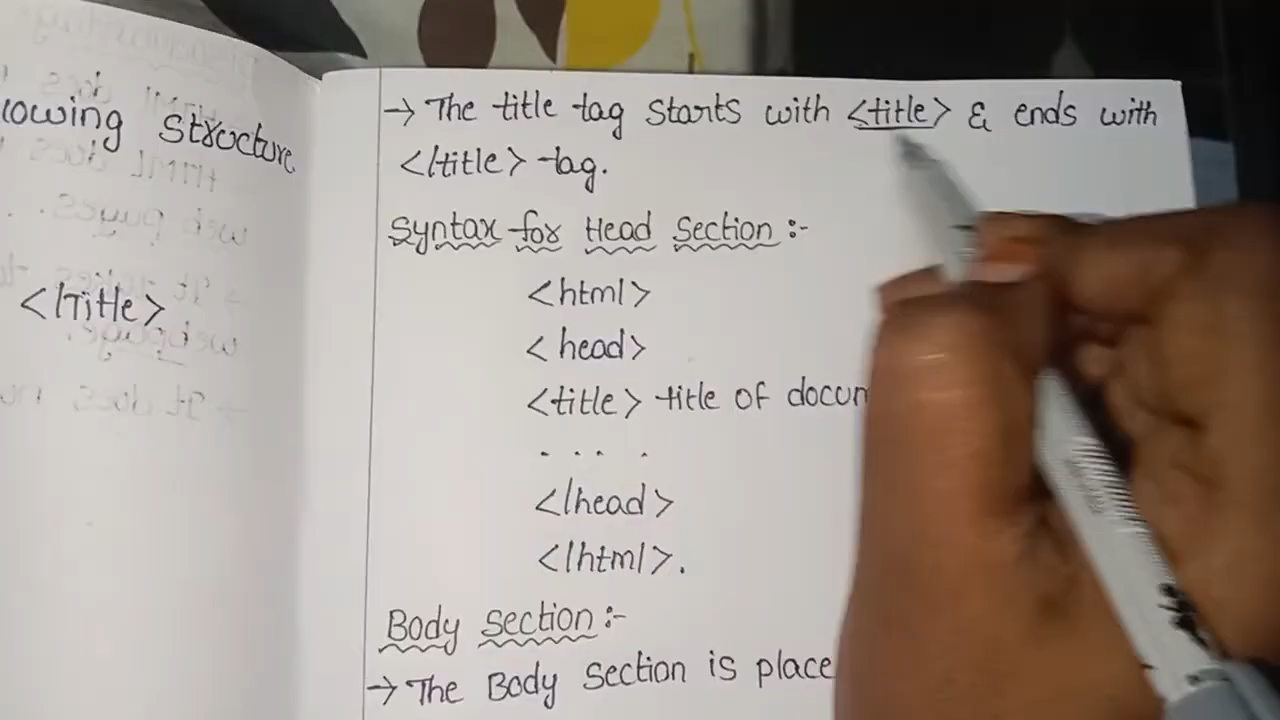 lowing Structure
</Title>
→ The title tag starts with <title> & ends with
</title> tag.
Syntax for Head Section :-
<html>
<head>
<title> title of docum
. . . .
</head>
</html>.
Body Section :-
→ The Body Section is place